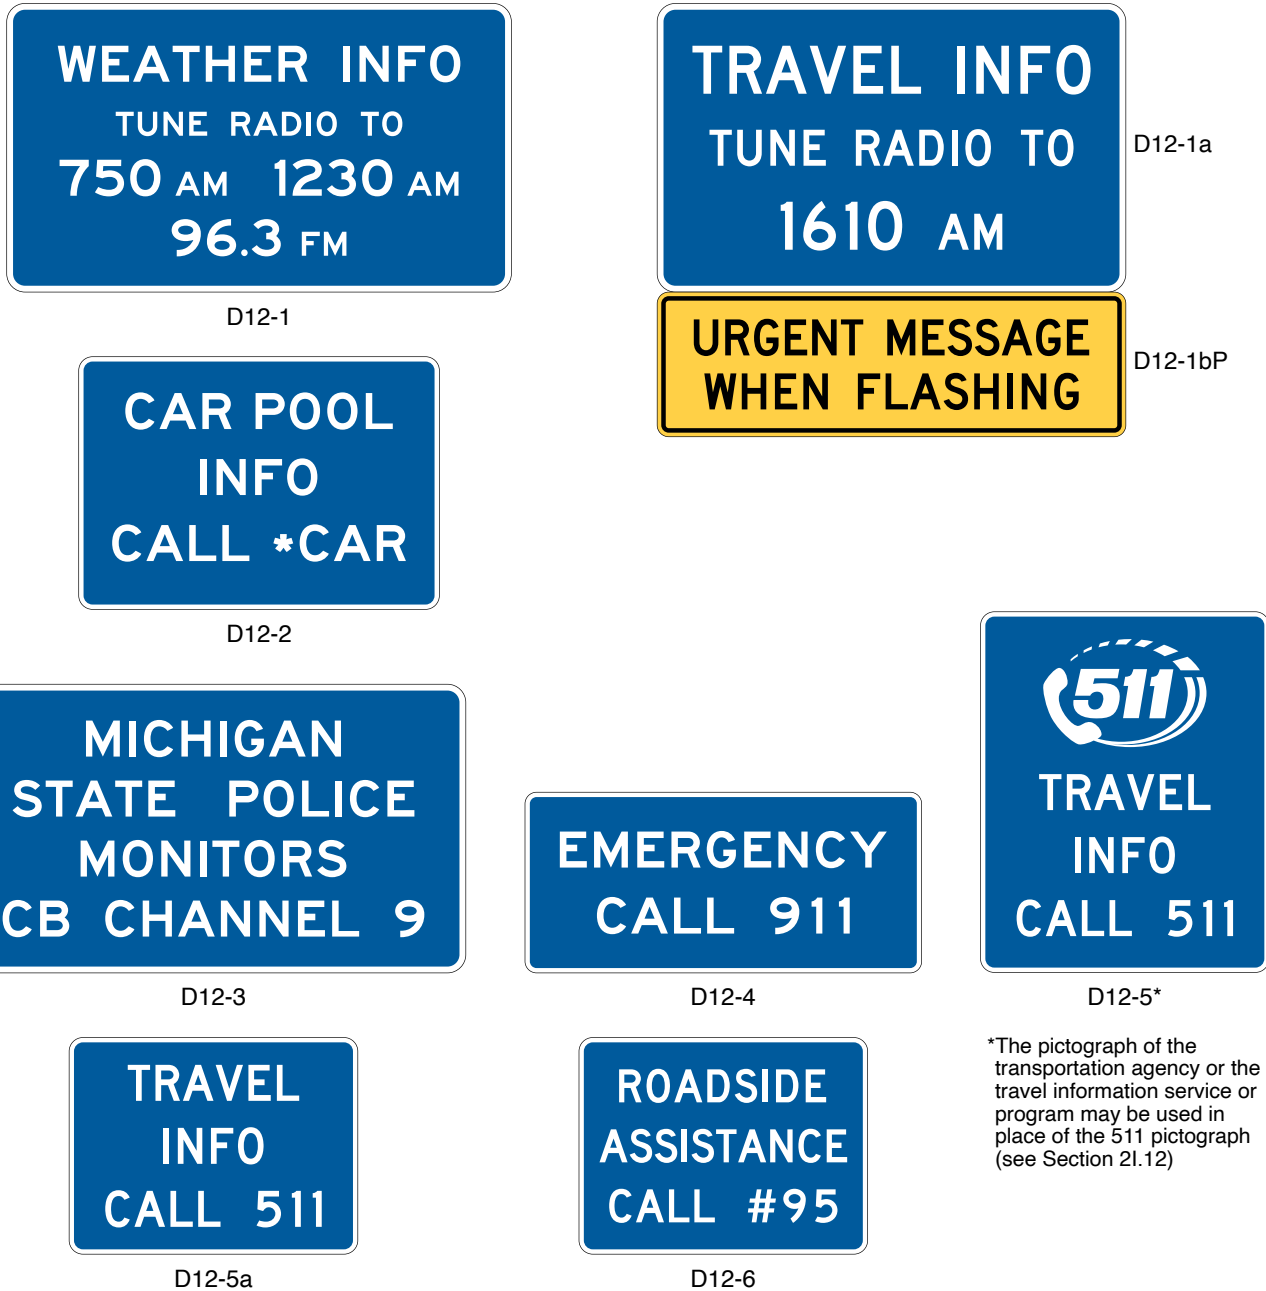 WEATHER INFO
TUNE RADIO TO
750 AM 1230 AM
96.3 FM
D12-1
TRAVEL INFO
TUNE RADIO TO
1610 AM
D12-1a
URGENT MESSAGE
WHEN FLASHING
D12-1bP
CAR POOL
INFO
CALL *CAR
D12-2
MICHIGAN
STATE POLICE
MONITORS
CB CHANNEL 9
D12-3
EMERGENCY
CALL 911
D12-4
511
TRAVEL
INFO
CALL 511
D12-5*
*The pictograph of the
transportation agency or the
travel information service or
program may be used in
place of the 511 pictograph
(see Section 2I.12)
TRAVEL
INFO
CALL 511
D12-5a
ROADSIDE
ASSISTANCE
CALL #95
D12-6